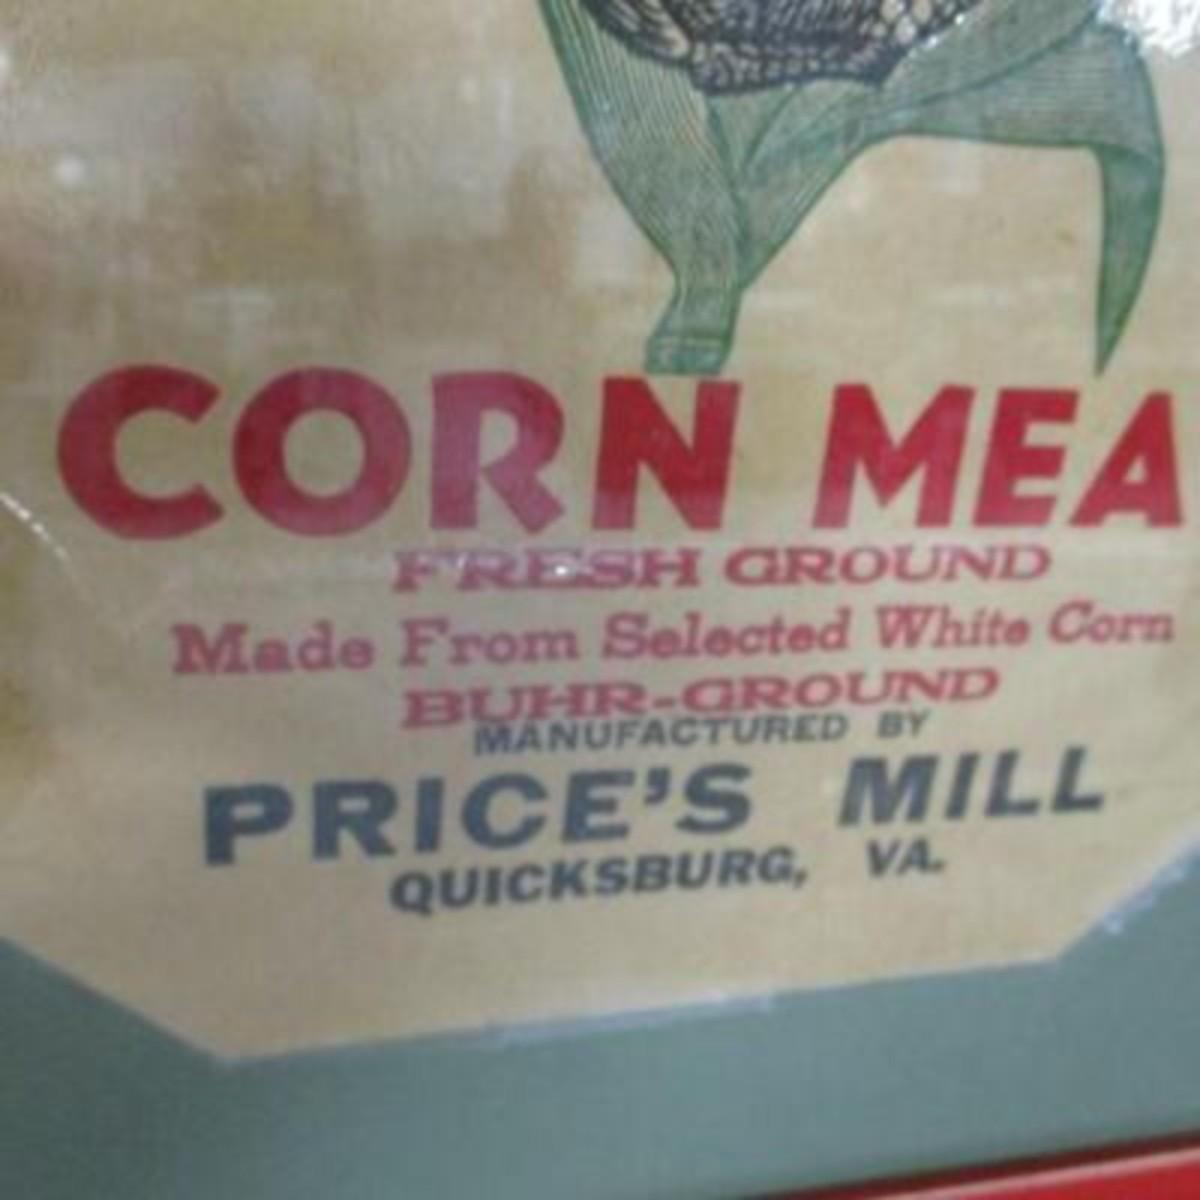 CORN MEA
FRESH GROUND
Made From Selected White Corn
BUHR-GROUND
MANUFACTURED BY
PRICE'S MILL
QUICKSBURG, VA.